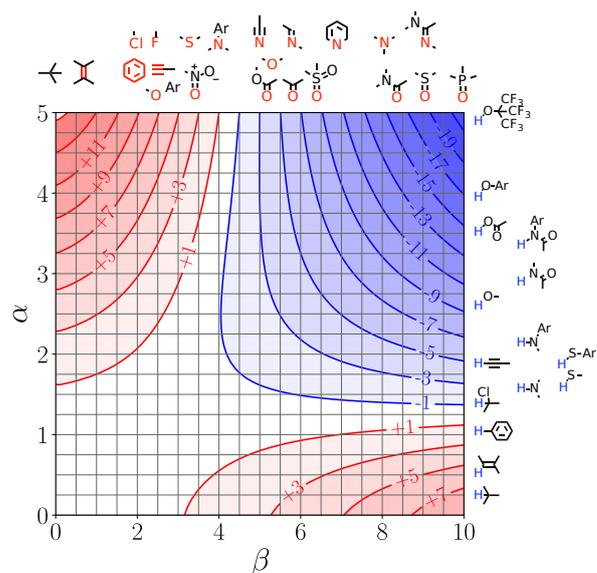 Cl F S N Ar N N N N N N
O O Ar N O− O O O O O S O N O S O P O
+11
+9
+7
+5
+3
+1
-19
-17
-15
-13
-11
-9
-7
-5
-3
-1
+1
+3
+5
+7
5
4
3
2
1
0
α
0 2 4 6 8 10
β
H O CF3 CF3 CF3
H O-Ar
H O O
Ar H N O
H N O
H O
Ar H-N
H
H S-Ar
H S
H-N
Cl H
H
H
H